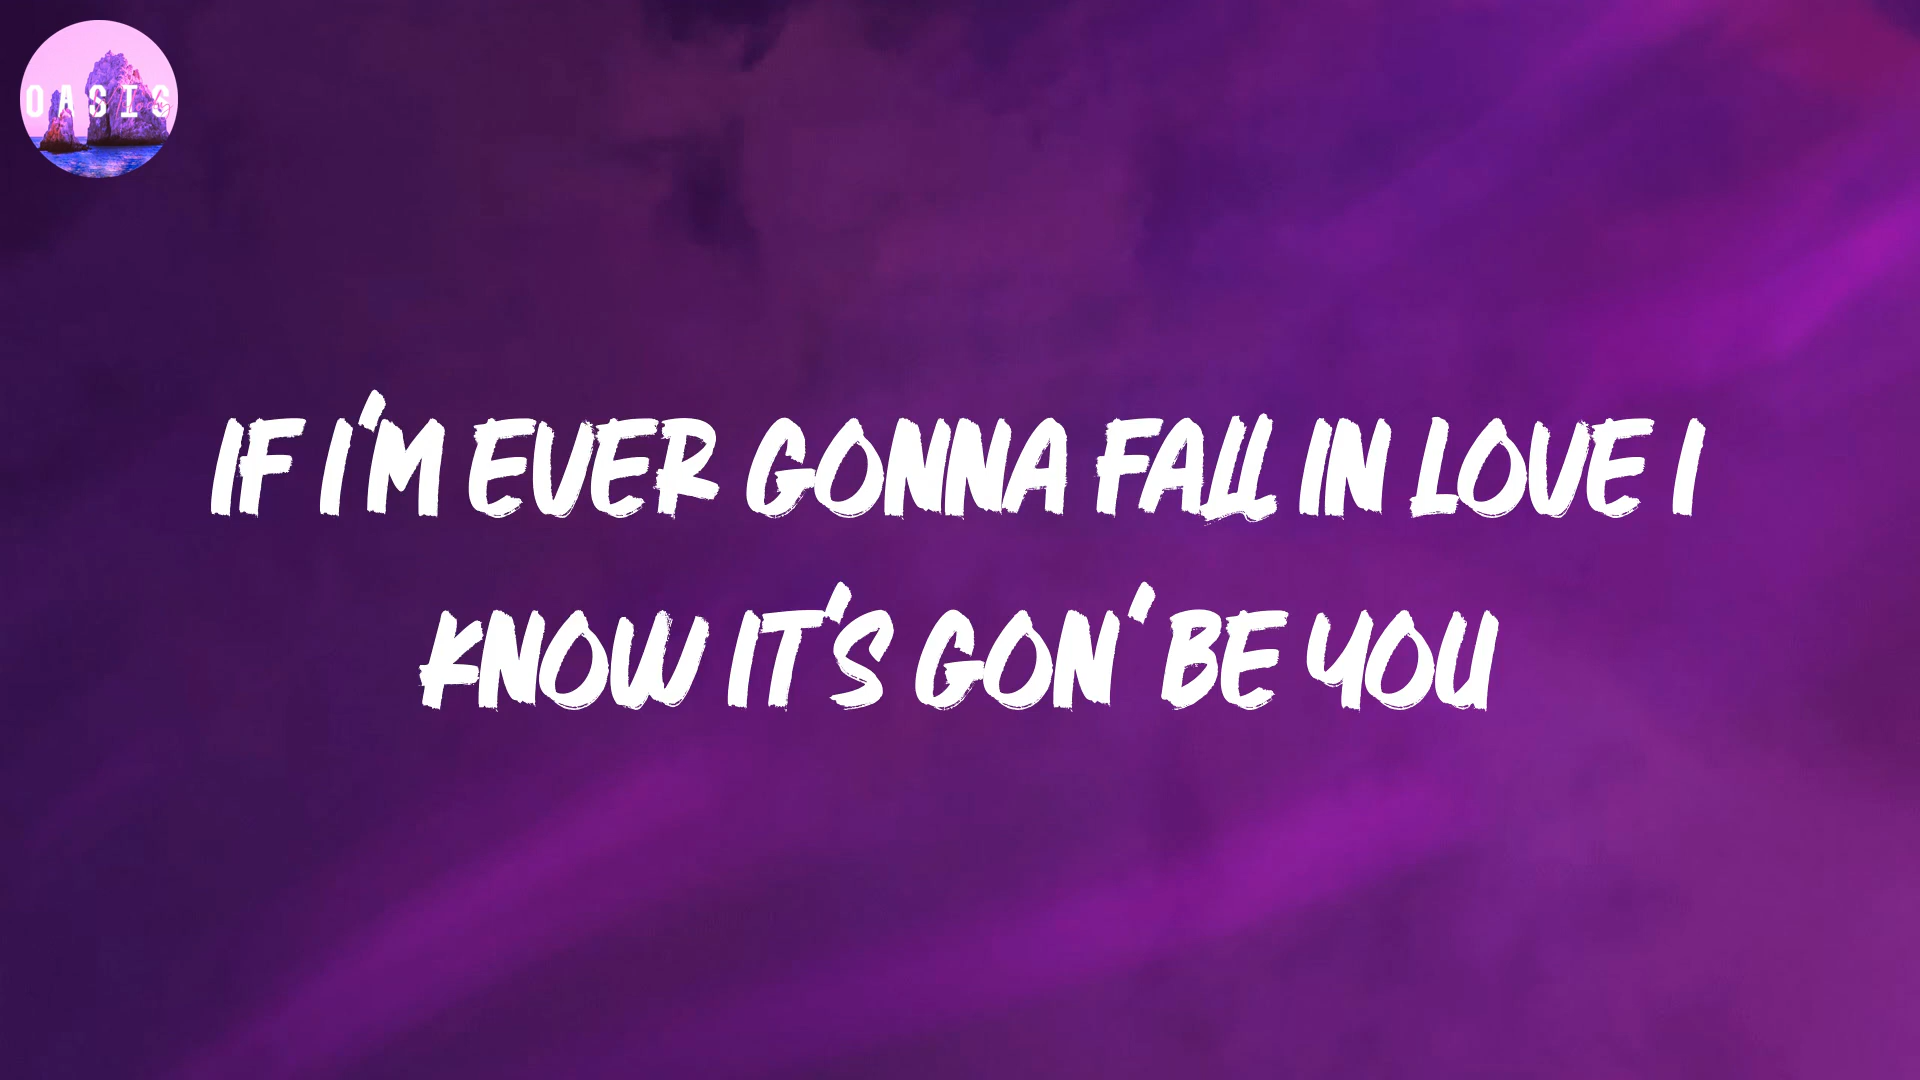 OASIS
IF I'M EVER GONNA FALL IN LOVE I
KNOW IT'S GON' BE YOU